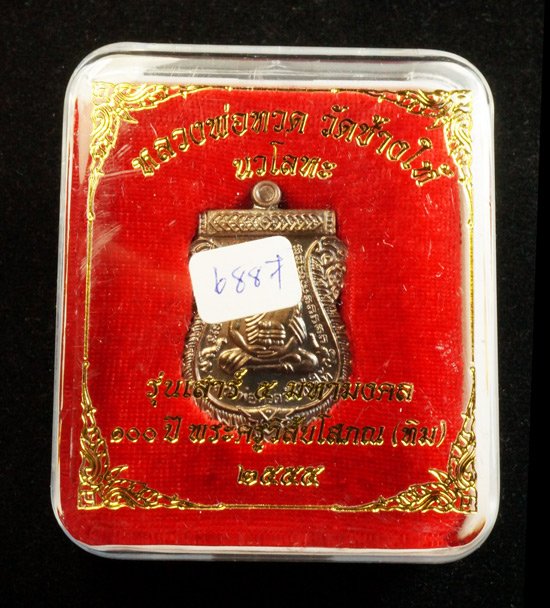 หลวงพ่อทวด วัดช้างให้
นวโลหะ
รุ่นเสาร์ ๕ มหามงคล
๑๐๐ ปี พระครูวิสัยโสภณ (ทิม)
๒๕๕๕